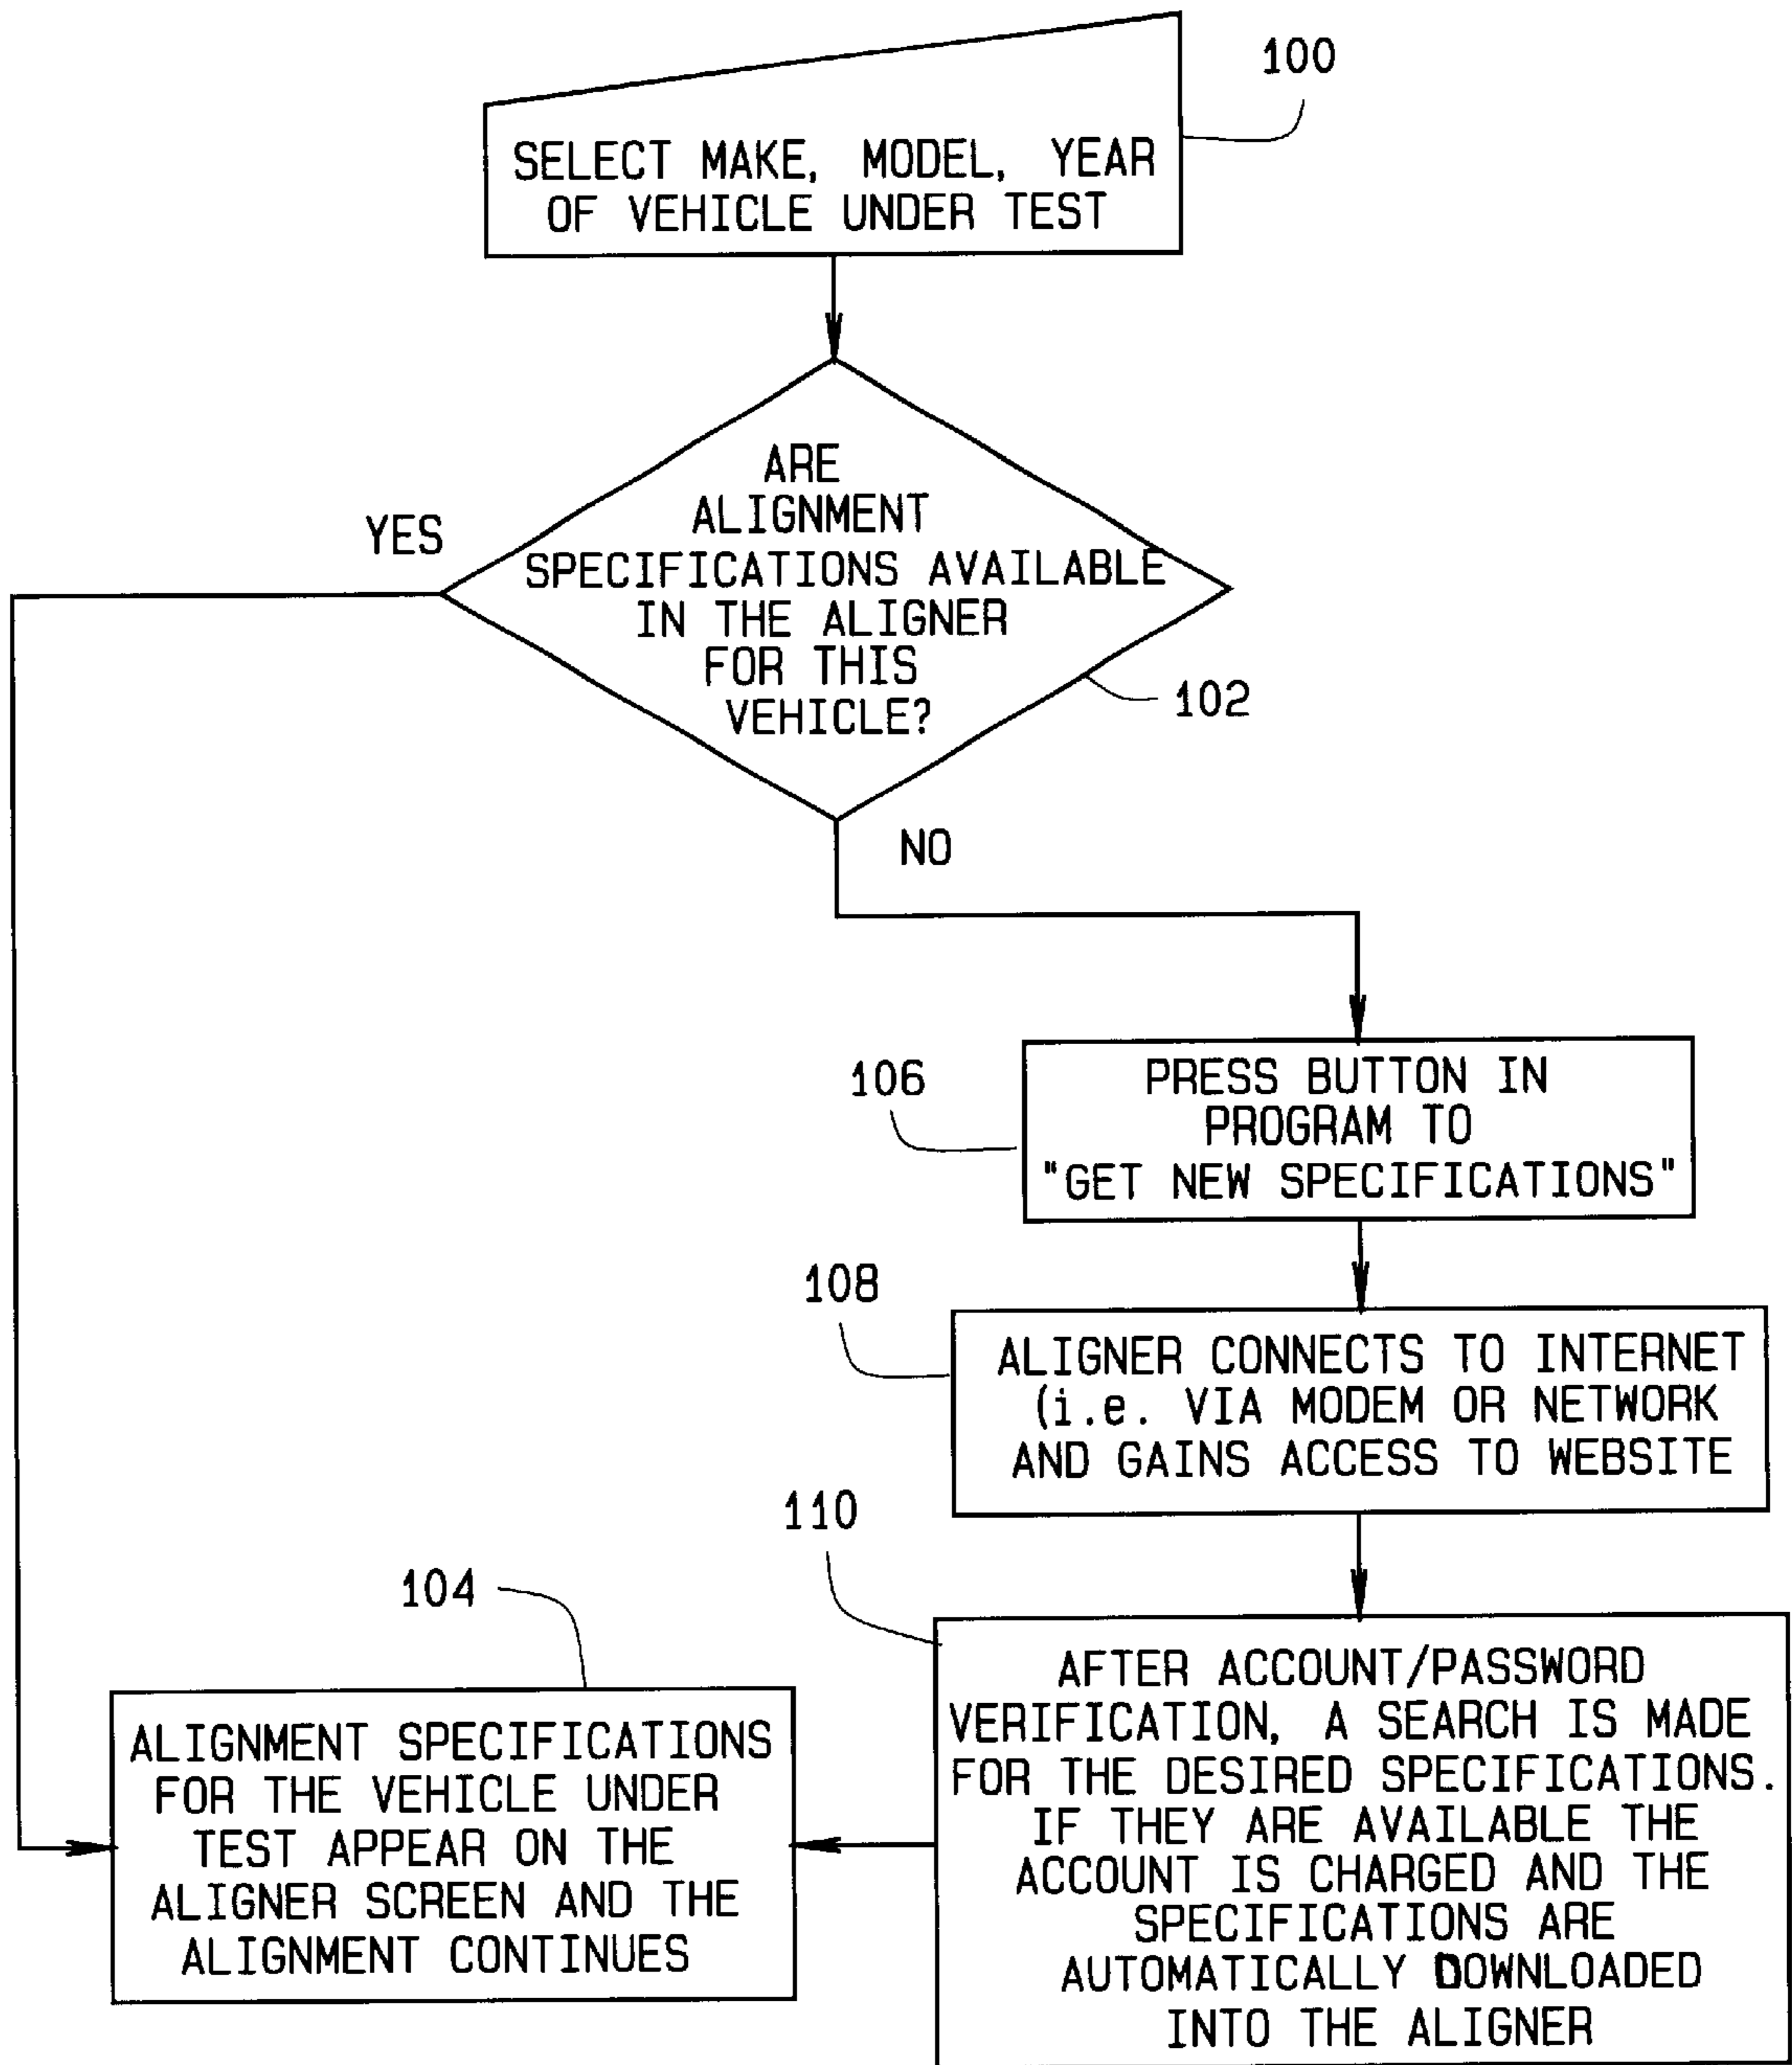 100
SELECT MAKE, MODEL, YEAR
OF VEHICLE UNDER TEST
ARE
ALIGNMENT
SPECIFICATIONS AVAILABLE
IN THE ALIGNER
FOR THIS
VEHICLE?
YES
102
NO
106
PRESS BUTTON IN
PROGRAM TO
"GET NEW SPECIFICATIONS"
108
ALIGNER CONNECTS TO INTERNET
(i.e. VIA MODEM OR NETWORK
AND GAINS ACCESS TO WEBSITE
110
AFTER ACCOUNT/PASSWORD
VERIFICATION, A SEARCH IS MADE
FOR THE DESIRED SPECIFICATIONS.
IF THEY ARE AVAILABLE THE
ACCOUNT IS CHARGED AND THE
SPECIFICATIONS ARE
AUTOMATICALLY DOWNLOADED
INTO THE ALIGNER
104
ALIGNMENT SPECIFICATIONS
FOR THE VEHICLE UNDER
TEST APPEAR ON THE
ALIGNER SCREEN AND THE
ALIGNMENT CONTINUES